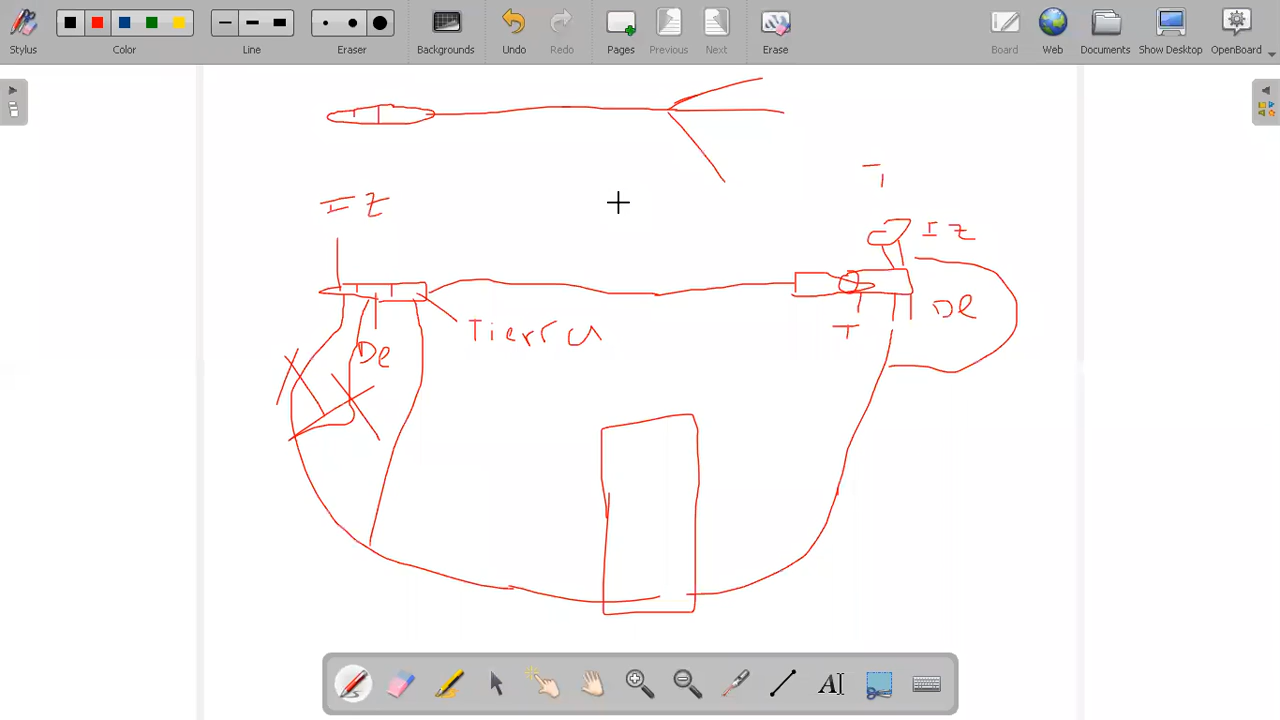 Stylus Color Line Eraser Backgrounds Undo Redo Pages Previous Next Erase Board Web Documents Show Desktop OpenBoard
T
IZ
IZ
De
Tierra
T
De
AI